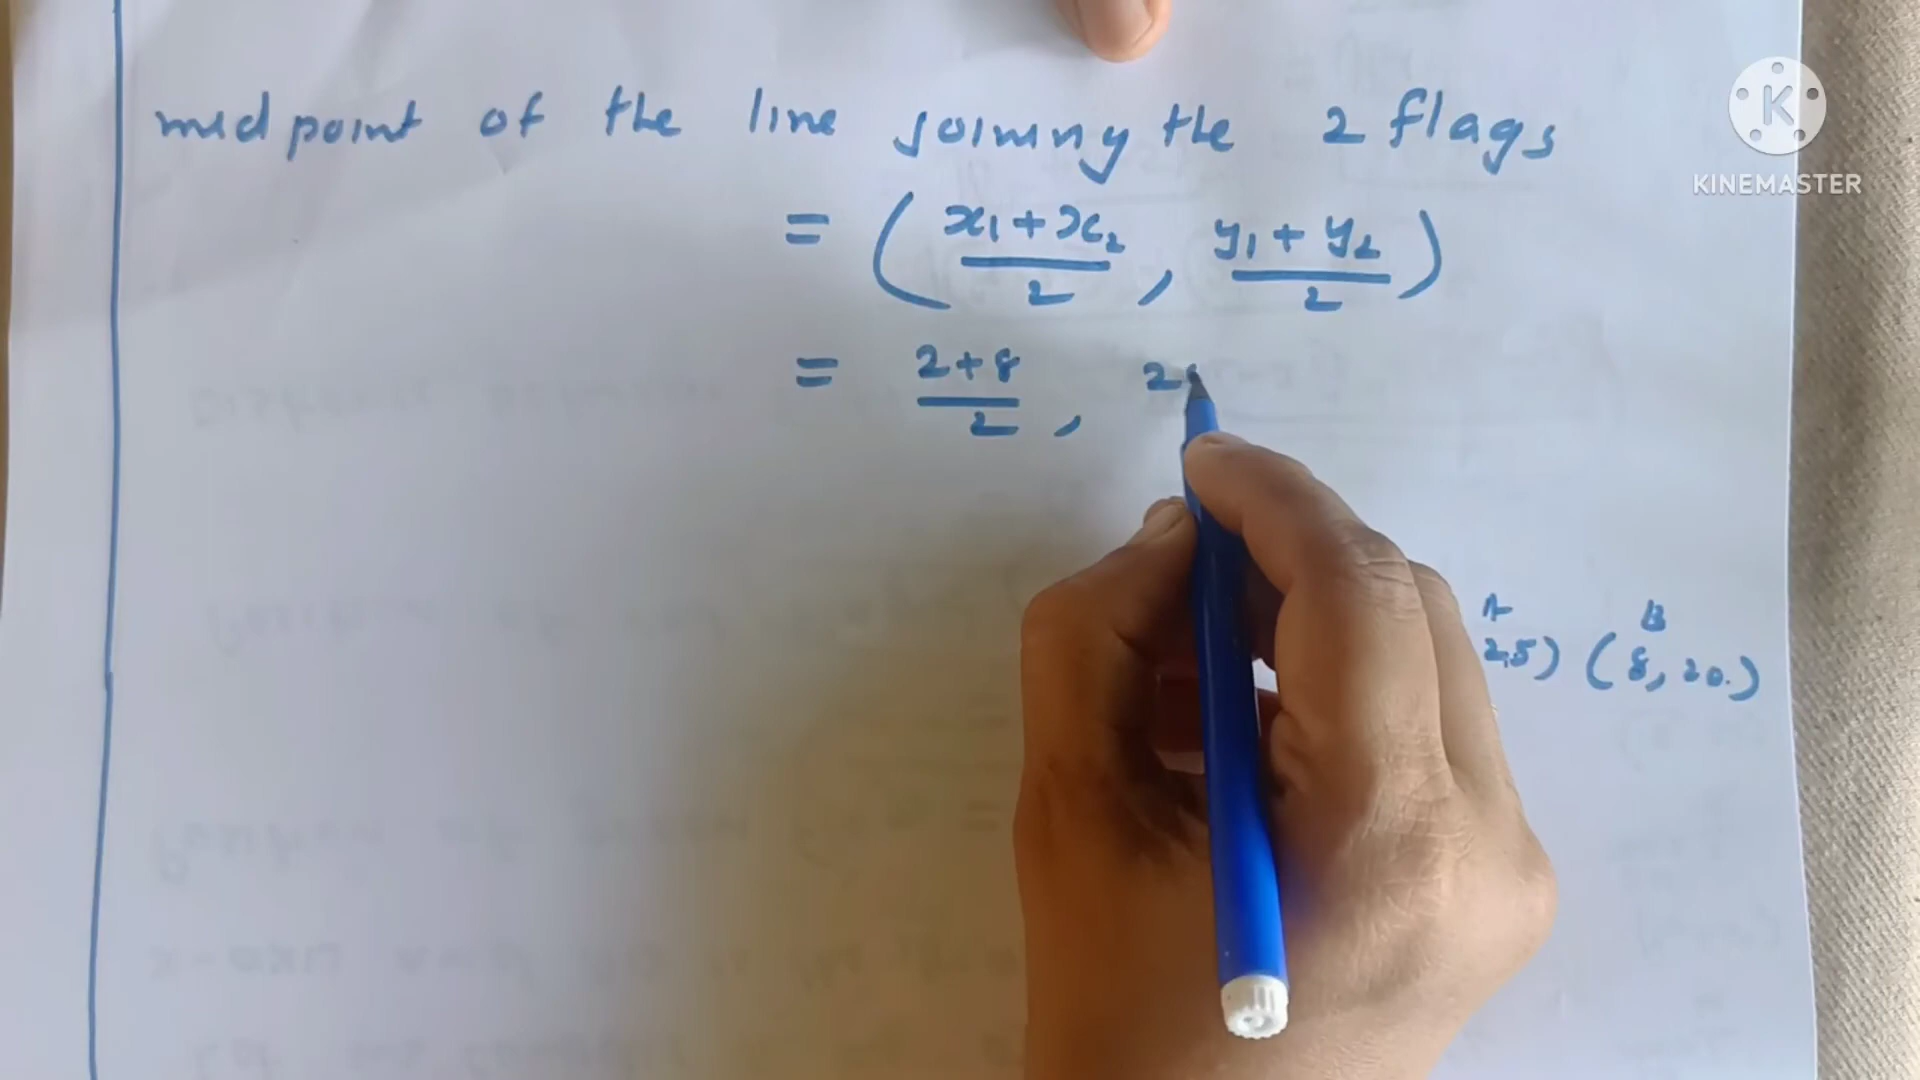 midpoint of the line joining the 2 flags
= ( x₁ + x₂ / 2 , y₁ + y₂ / 2 )
= 2+8 / 2 , 2
A B
2,5) (8, 20.)
K
KINEMASTER